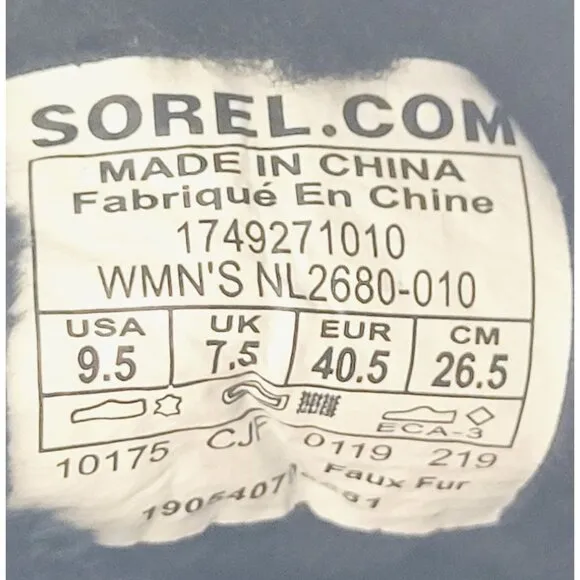 SOREL.COM
MADE IN CHINA
Fabriqué En Chine
1749271010
WMN'S NL2680-010
USA UK EUR CM
9.5 7.5 40.5 26.5
ECA-3
10175 CJF 0119 219
Faux Fur